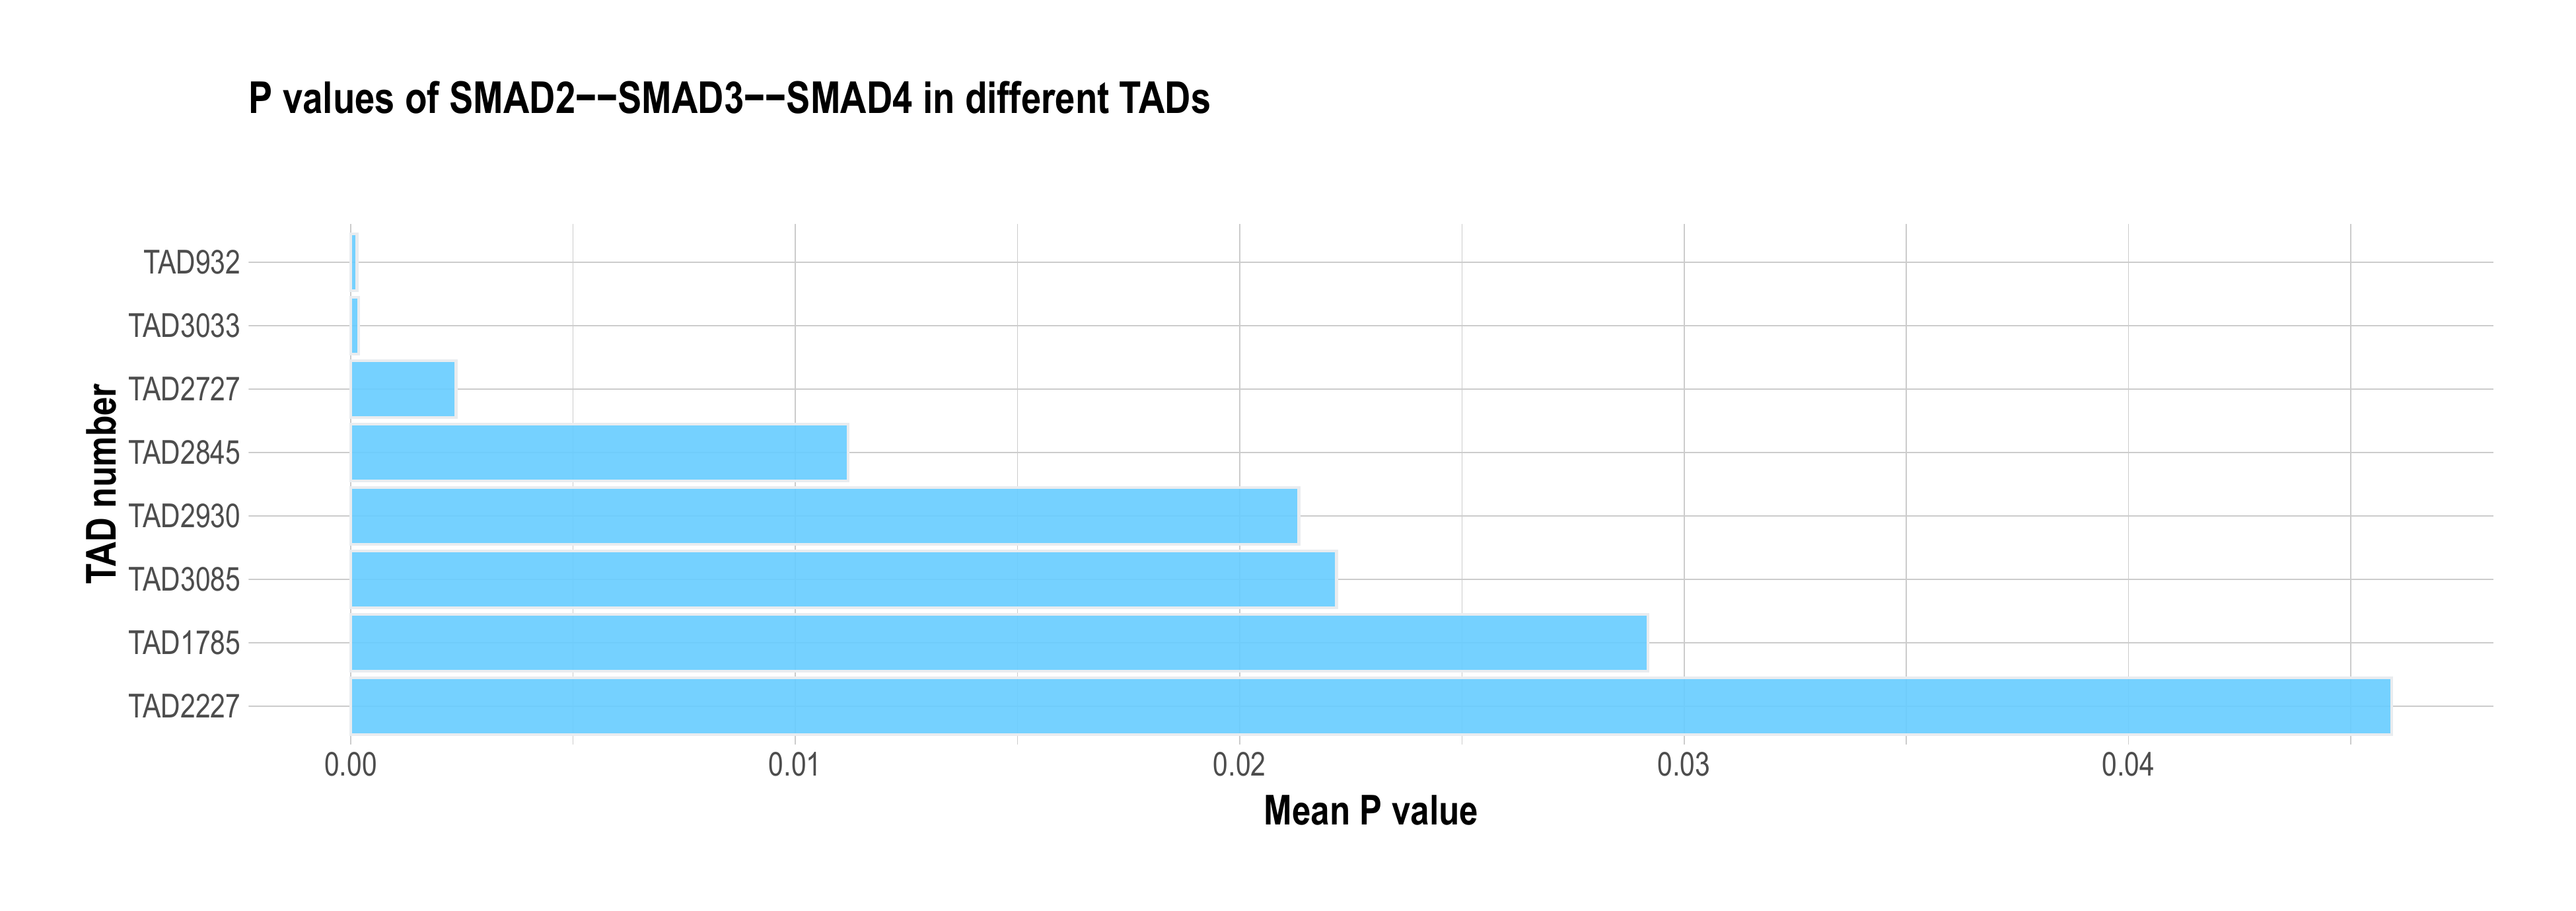 P values of SMAD2−−SMAD3−−SMAD4 in different TADs
TAD number
TAD932
TAD3033
TAD2727
TAD2845
TAD2930
TAD3085
TAD1785
TAD2227
0.00 0.01 0.02 0.03 0.04
Mean P value